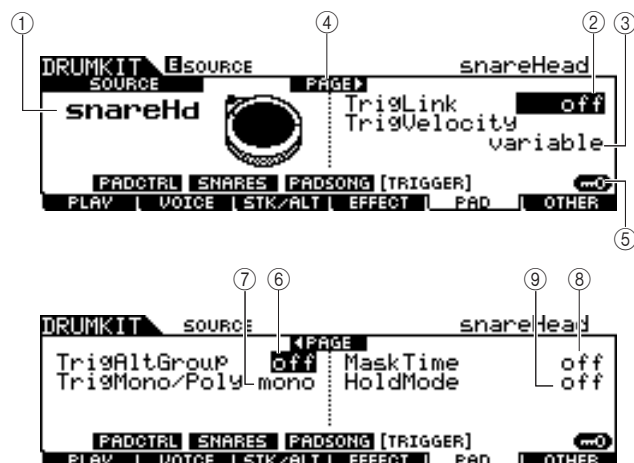 ① ④ ② ③
DRUMKIT E SOURCE snareHead
SOURCE PAGE
snareHd TrigLink off
TrigVelocity
variable
PADCTRL SNARES PADSONG [TRIGGER]
PLAY VOICE STK/ALT EFFECT PAD OTHER
⑤
⑦ ⑥ ⑨ ⑧
DRUMKIT SOURCE snareHead
PAGE
TrigAltGroup off MaskTime off
TrigMono/Poly mono HoldMode off
PADCTRL SNARES PADSONG [TRIGGER]
PLAY VOICE STK/ALT EFFECT PAD OTHER